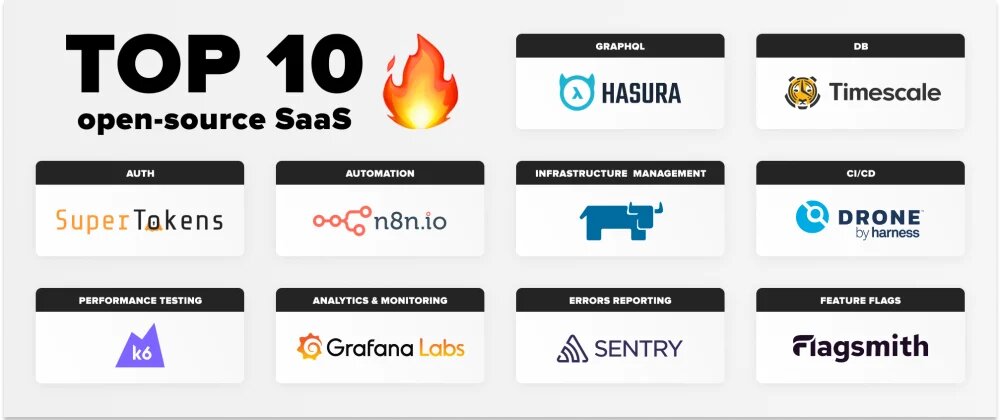 TOP 10
open-source SaaS
GRAPHQL
HASURA
DB
Timescale
AUTH
SuperTokens
AUTOMATION
n8n.io
INFRASTRUCTURE MANAGEMENT
CI/CD
DRONE™
by harness
PERFORMANCE TESTING
k6
ANALYTICS & MONITORING
Grafana Labs
ERRORS REPORTING
SENTRY
FEATURE FLAGS
Flagsmith